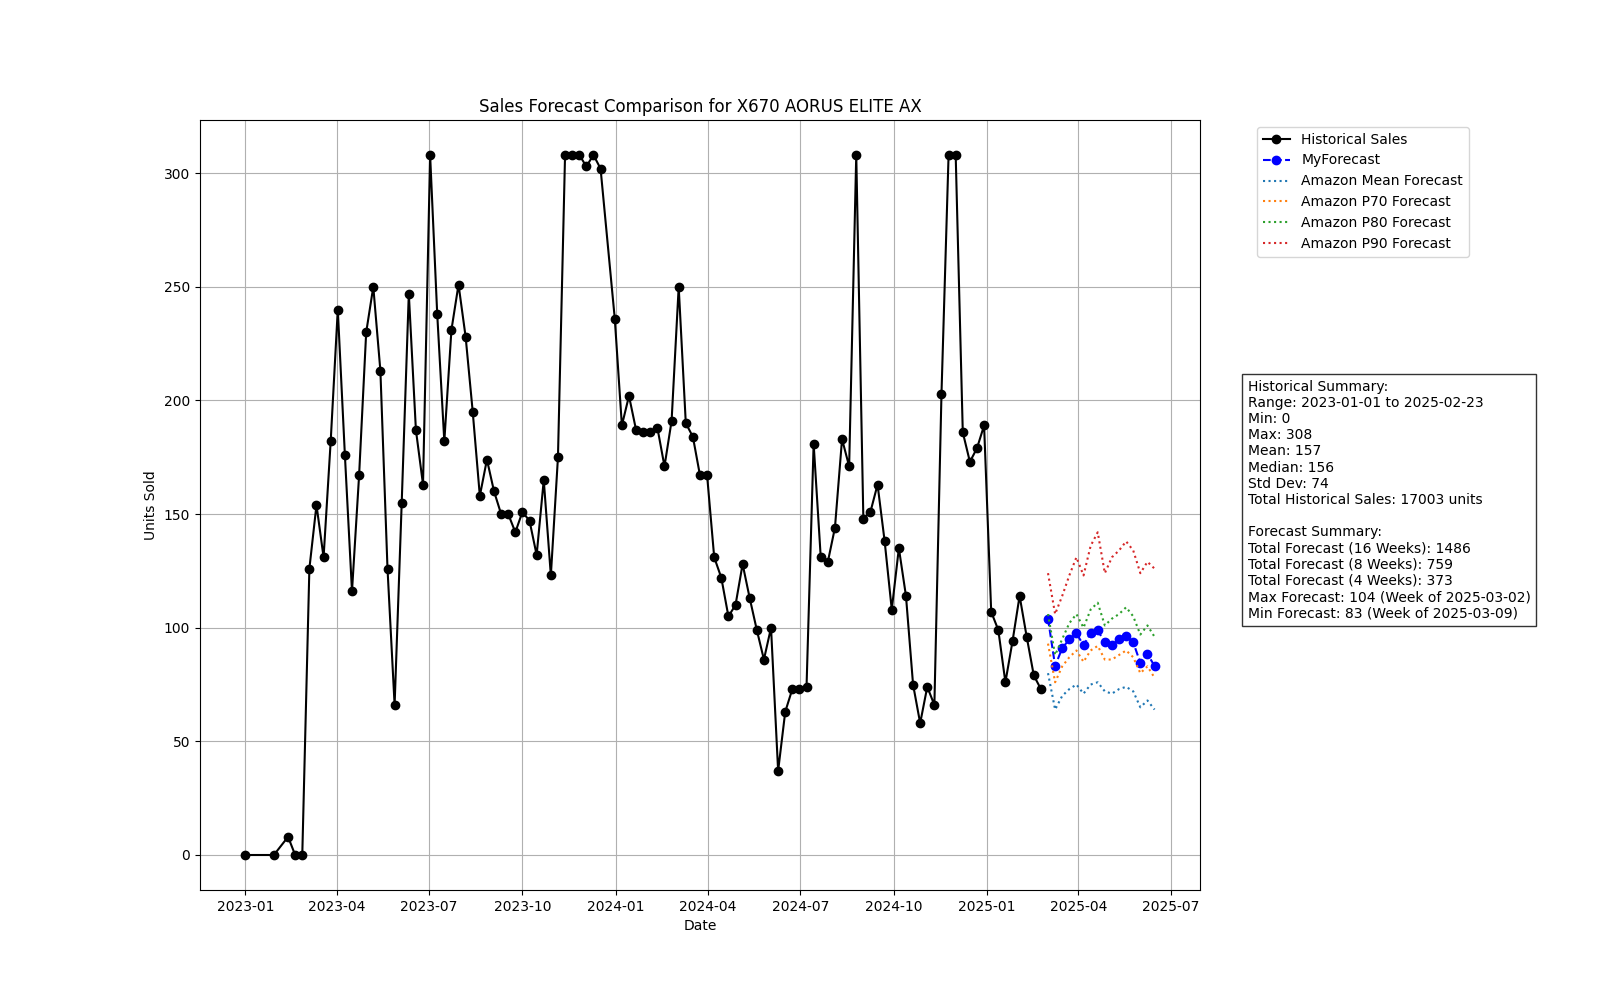 Sales Forecast Comparison for X670 AORUS ELITE AX
Historical Sales
MyForecast
Amazon Mean Forecast
Amazon P70 Forecast
Amazon P80 Forecast
Amazon P90 Forecast
Units Sold
300
250
200
150
100
50
0
2023-01
2023-04
2023-07
2023-10
2024-01
2024-04
2024-07
2024-10
2025-01
2025-04
2025-07
Date
Historical Summary:
Range: 2023-01-01 to 2025-02-23
Min: 0
Max: 308
Mean: 157
Median: 156
Std Dev: 74
Total Historical Sales: 17003 units
Forecast Summary:
Total Forecast (16 Weeks): 1486
Total Forecast (8 Weeks): 759
Total Forecast (4 Weeks): 373
Max Forecast: 104 (Week of 2025-03-02)
Min Forecast: 83 (Week of 2025-03-09)